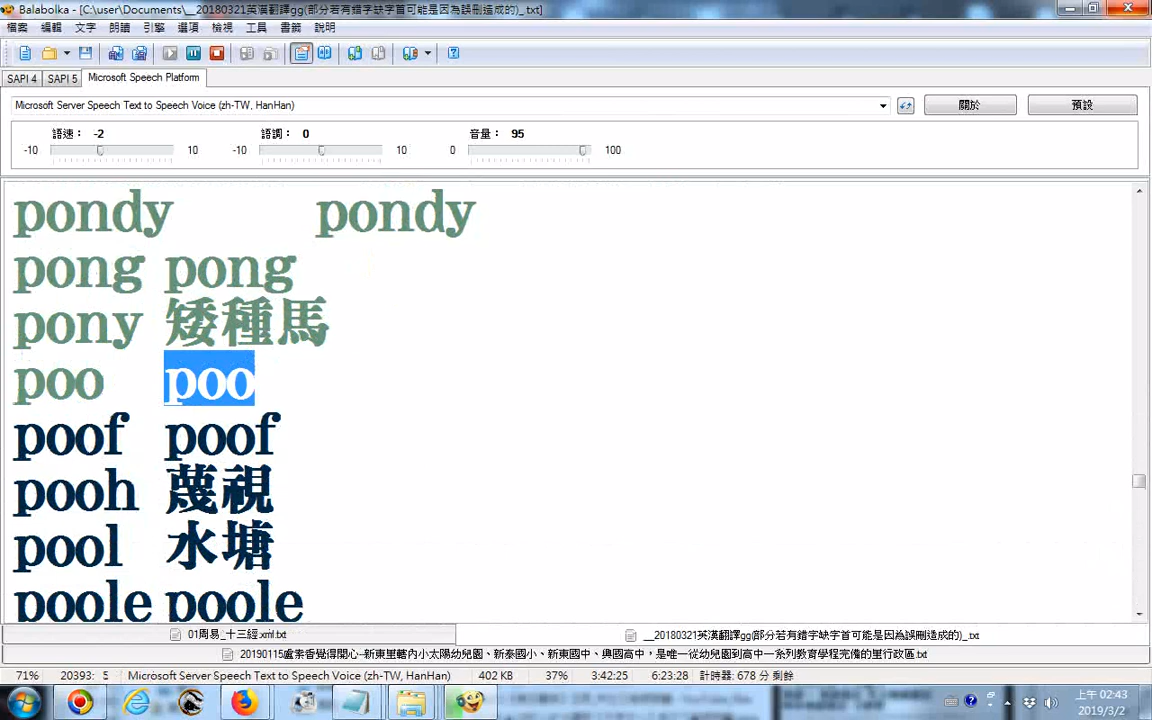 Balabolka - [C:\user\Documents\__20180321英漢翻譯gg(部分若有錯字缺字首可能是因為誤刪造成的)_.txt]
檔案 編輯 文字 朗讀 引擎 選項 檢視 工具 書籤 說明
SAPI 4 SAPI 5 Microsoft Speech Platform
Microsoft Server Speech Text to Speech Voice (zh-TW, HanHan) 關於 預設
語速： -2 語調： 0 音量： 95
-10 10 -10 10 0 100
pondy pondy
pong pong
pony 矮種馬
poo poo
poof poof
pooh 蔑視
pool 水塘
poole poole
01周易_十三經.xml.txt __20180321英漢翻譯gg(部分若有錯字缺字首可能是因為誤刪造成的)_.txt
20190115盧素香覺得開心--新東里轄內小太陽幼兒園、新泰國小、新東國中、興國高中，是唯一從幼兒園到高中一系列教育學程完備的里行政區.txt
71% 20393: 5 Microsoft Server Speech Text to Speech Voice (zh-TW, HanHan) 402 KB 37% 3:42:25 6:23:28 計時器: 678 分 剩餘
上午 02:43
2019/3/2